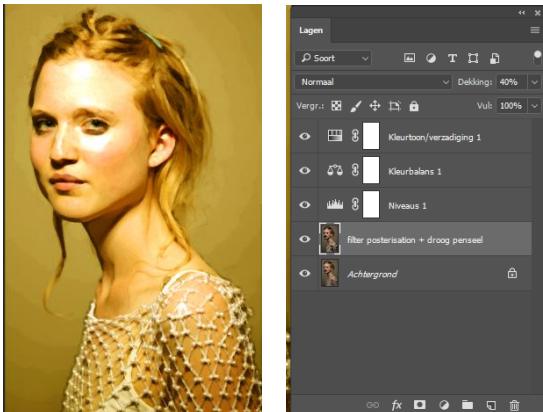 Lagen
Soort
Normaal Dekking: 40%
Vergr.: Vul: 100%
Kleurtoon/verzadiging 1
Kleurbalans 1
Niveaus 1
filter posterisation + droog penseel
Achtergrond
fx